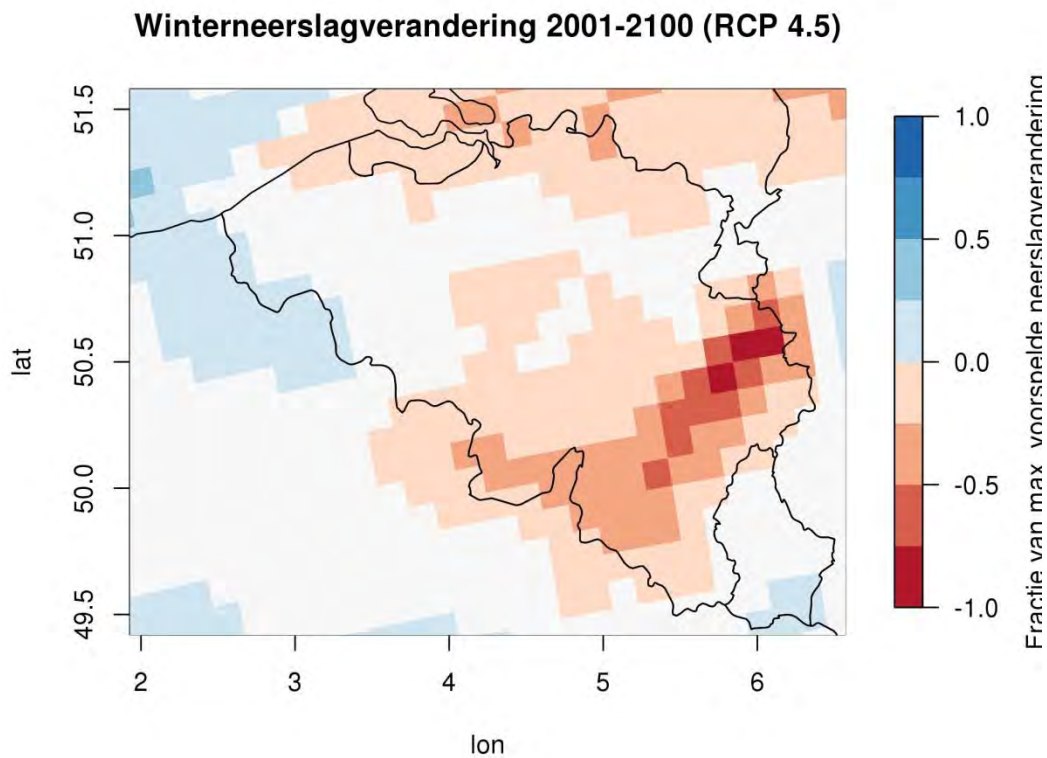 Winterneerslagverandering 2001-2100 (RCP 4.5)
51.5
51.0
50.5
50.0
49.5
lat
2 3 4 5 6
lon
1.0
0.5
0.0
-0.5
-1.0
Fractie van max. voorspelde neerslagverandering